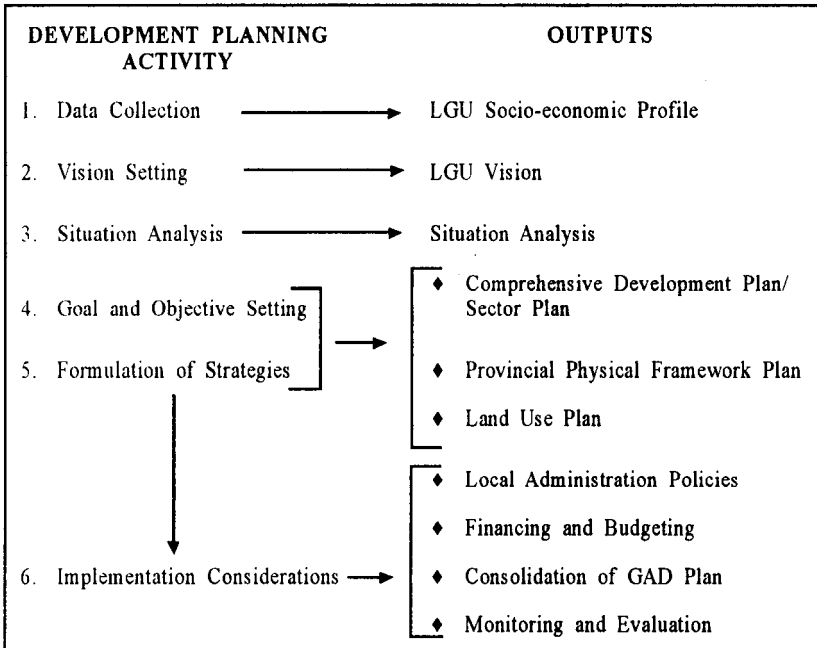 DEVELOPMENT PLANNING ACTIVITY
OUTPUTS
1. Data Collection
LGU Socio-economic Profile
2. Vision Setting
LGU Vision
3. Situation Analysis
Situation Analysis
4. Goal and Objective Setting
5. Formulation of Strategies
♦ Comprehensive Development Plan/
Sector Plan
♦ Provincial Physical Framework Plan
♦ Land Use Plan
6. Implementation Considerations
♦ Local Administration Policies
♦ Financing and Budgeting
♦ Consolidation of GAD Plan
♦ Monitoring and Evaluation